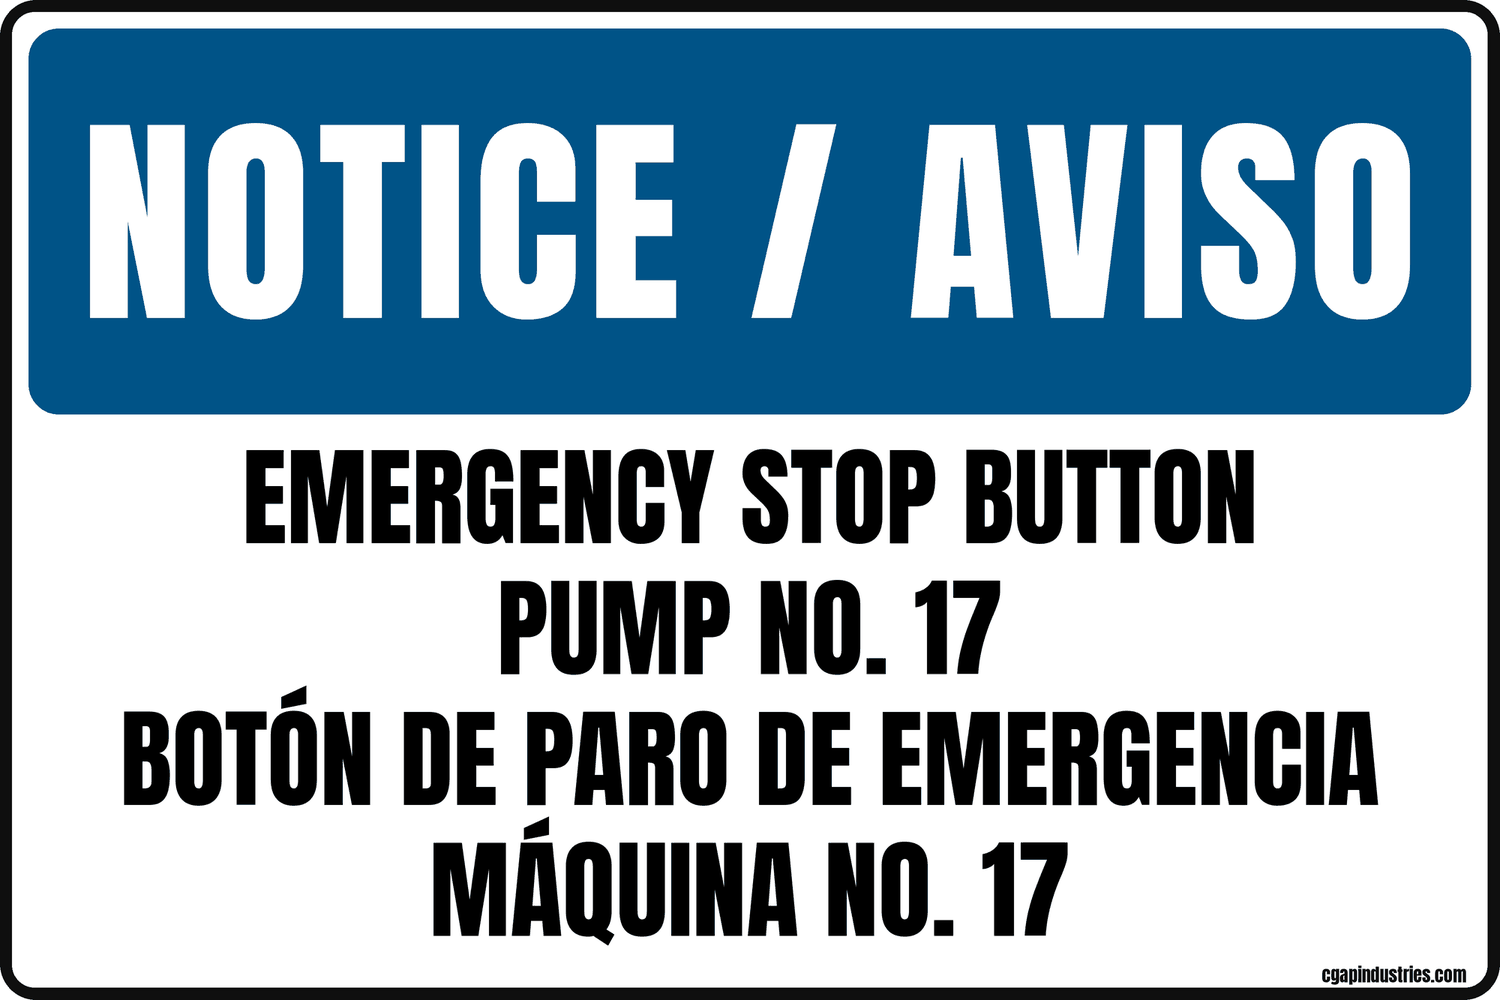 NOTICE / AVISO
EMERGENCY STOP BUTTON
PUMP NO. 17
BOTÓN DE PARO DE EMERGENCIA
MÁQUINA NO. 17
cgapindustries.com